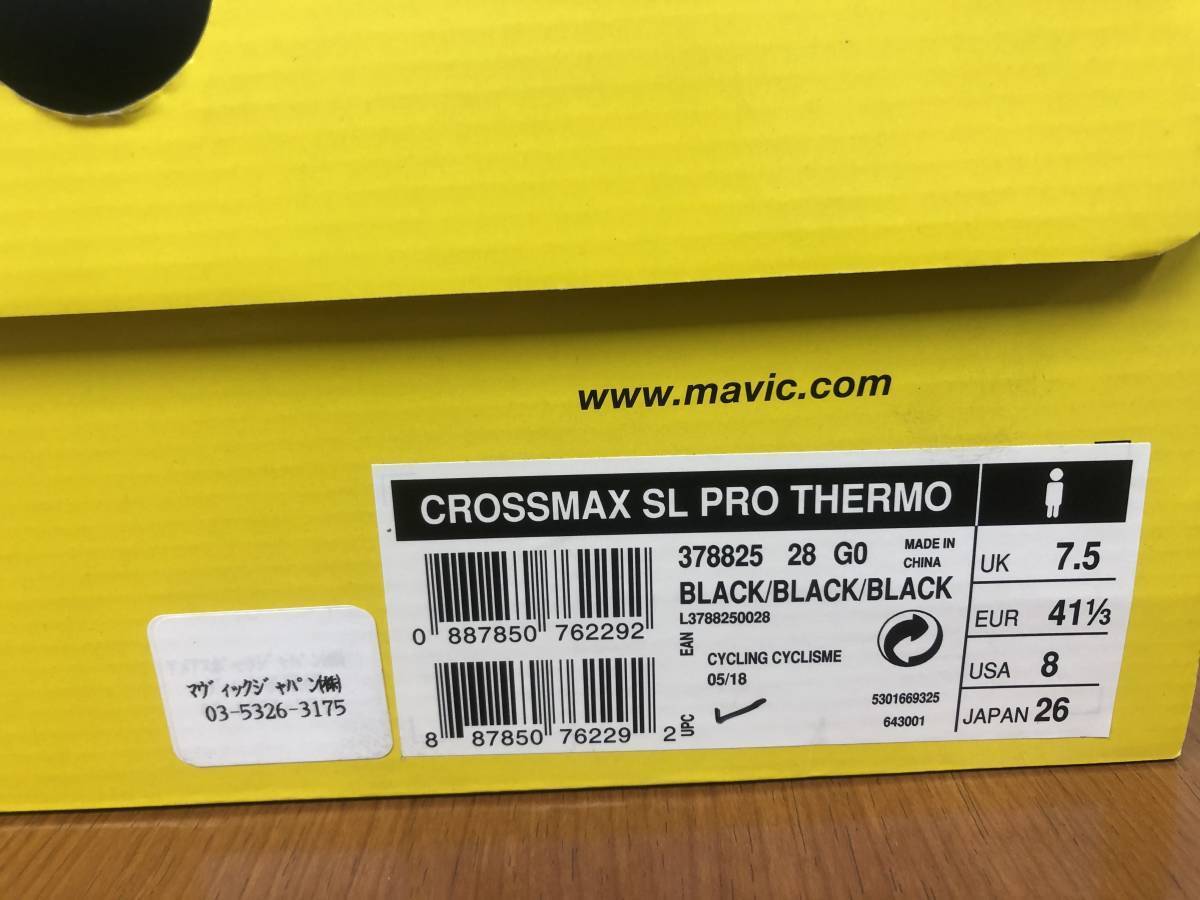 www.mavic.com
CROSSMAX SL PRO THERMO
378825 28 G0 MADE IN CHINA
BLACK/BLACK/BLACK
L3788250028
0 887850 762292
EAN
CYCLING CYCLISME
05/18
8 87850 76229 2
UPC
5301669325
643001
UK 7.5
EUR 41⅓
USA 8
JAPAN 26
マヴィックジャパン㈱
03-5326-3175